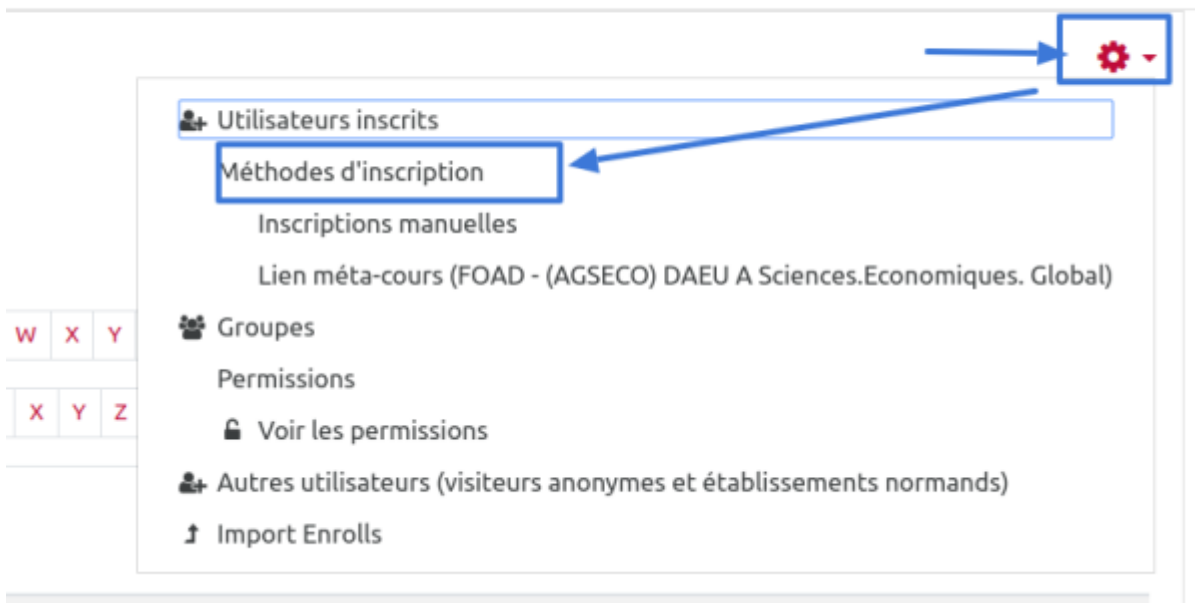 Utilisateurs inscrits
Méthodes d'inscription
Inscriptions manuelles
Lien méta-cours (FOAD - (AGSECO) DAEU A Sciences.Economiques. Global)
W X Y
Groupes
Permissions
X Y Z
Voir les permissions
Autres utilisateurs (visiteurs anonymes et établissements normands)
Import Enrolls